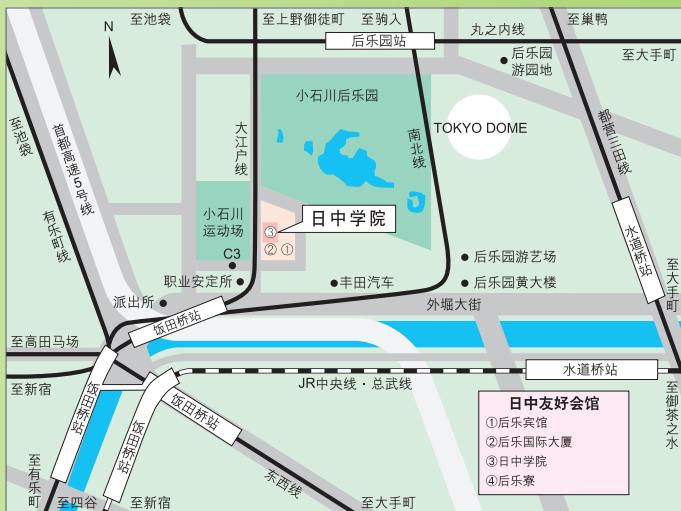 至池袋
至上野御徒町
至驹入
至巢鸭
N
后乐园站
丸之内线
至大手町
后乐园
游园地
小石川后乐园
至池袋
首都高速5号线
大江户线
南北线
TOKYO DOME
都营三田线
有乐町线
小石川
运动场
日中学院
③
②①
水道桥站
C3
后乐园游艺场
职业安定所
丰田汽车
后乐园黄大楼
至大手町
派出所
外堀大街
饭田桥站
至高田马场
至新宿
JR中央线·总武线
水道桥站
饭田桥站
饭田桥站
饭田桥站
至御茶之水
日中友好会馆
①后乐宾馆
②后乐国际大厦
③日中学院
④后乐寮
至有乐町
至四谷
至新宿
东西线
至大手町